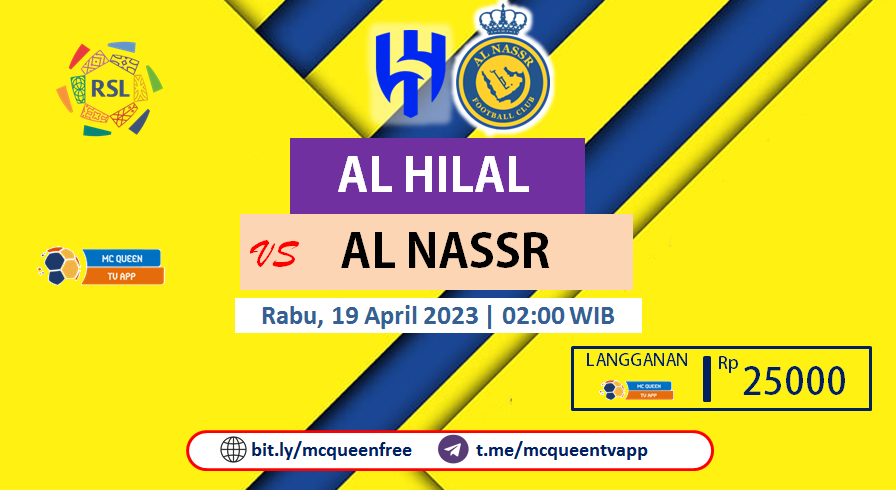 RSL
AL NASSR
FOOTBALL CLUB
AL HILAL
VS AL NASSR
MC QUEEN
TV APP
Rabu, 19 April 2023 | 02:00 WIB
LANGGANAN
MC QUEEN
TV APP
Rp 25000
bit.ly/mcqueenfree
t.me/mcqueentvapp